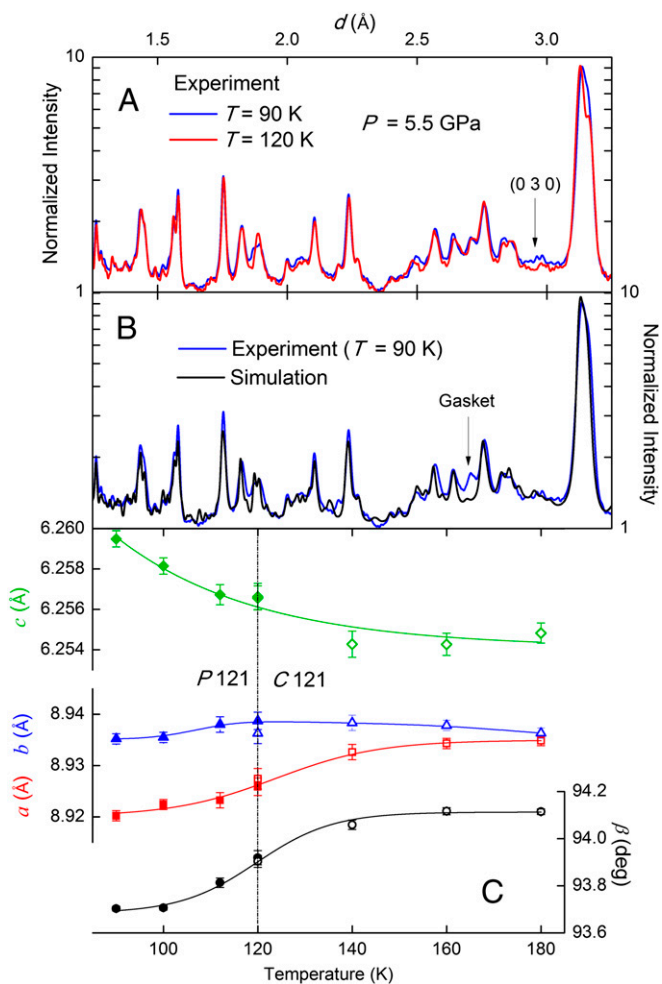 d (Å)
1.5 2.0 2.5 3.0
10
A
Experiment
T = 90 K
T = 120 K
P = 5.5 GPa
(0 3 0)
Normalized Intensity
1
10
B
Experiment (T = 90 K)
Simulation
Gasket
Normalized Intensity
1
6.260
6.258
6.256
6.254
c (Å)
P 121 C 121
8.94
8.93
8.92
b (Å)
a (Å)
94.2
94.0
93.8
93.6
β (deg)
C
100 120 140 160 180
Temperature (K)